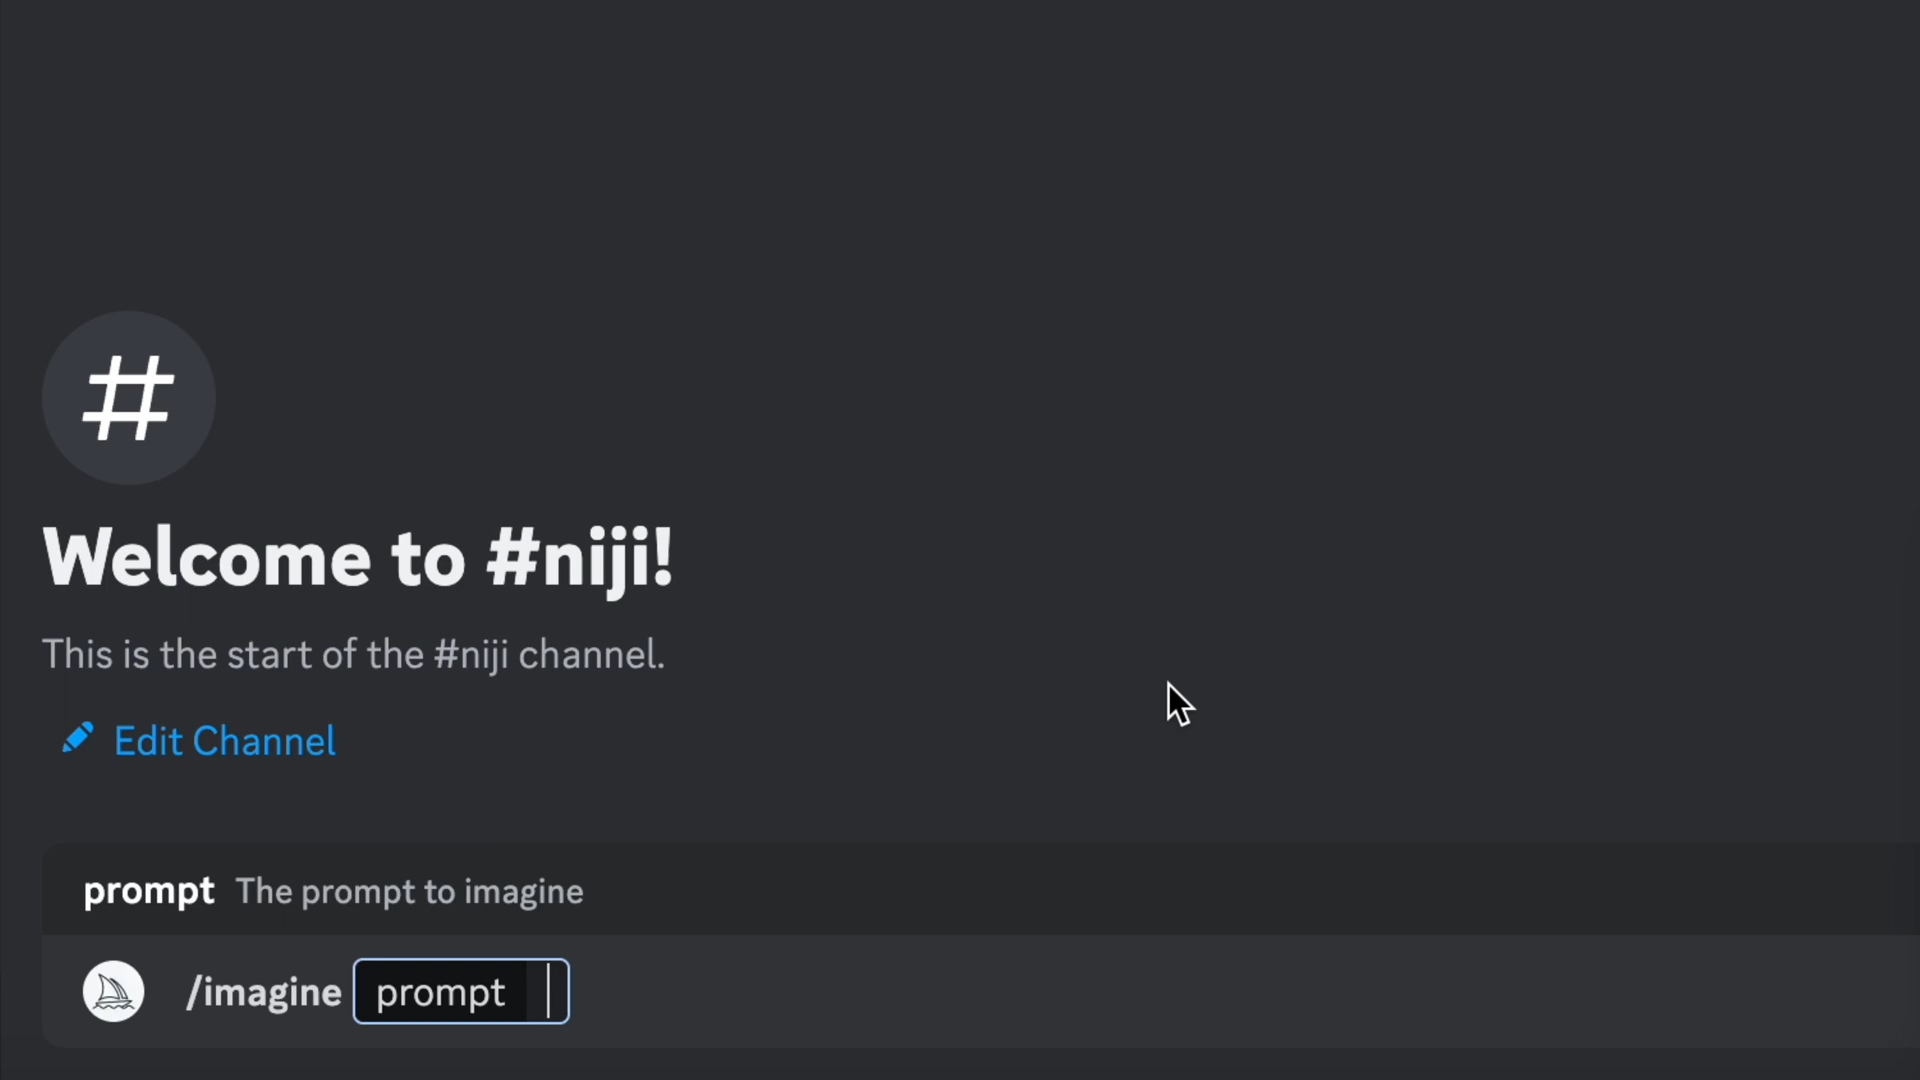 #
Welcome to #niji!
This is the start of the #niji channel.
Edit Channel
prompt The prompt to imagine
/imagine prompt